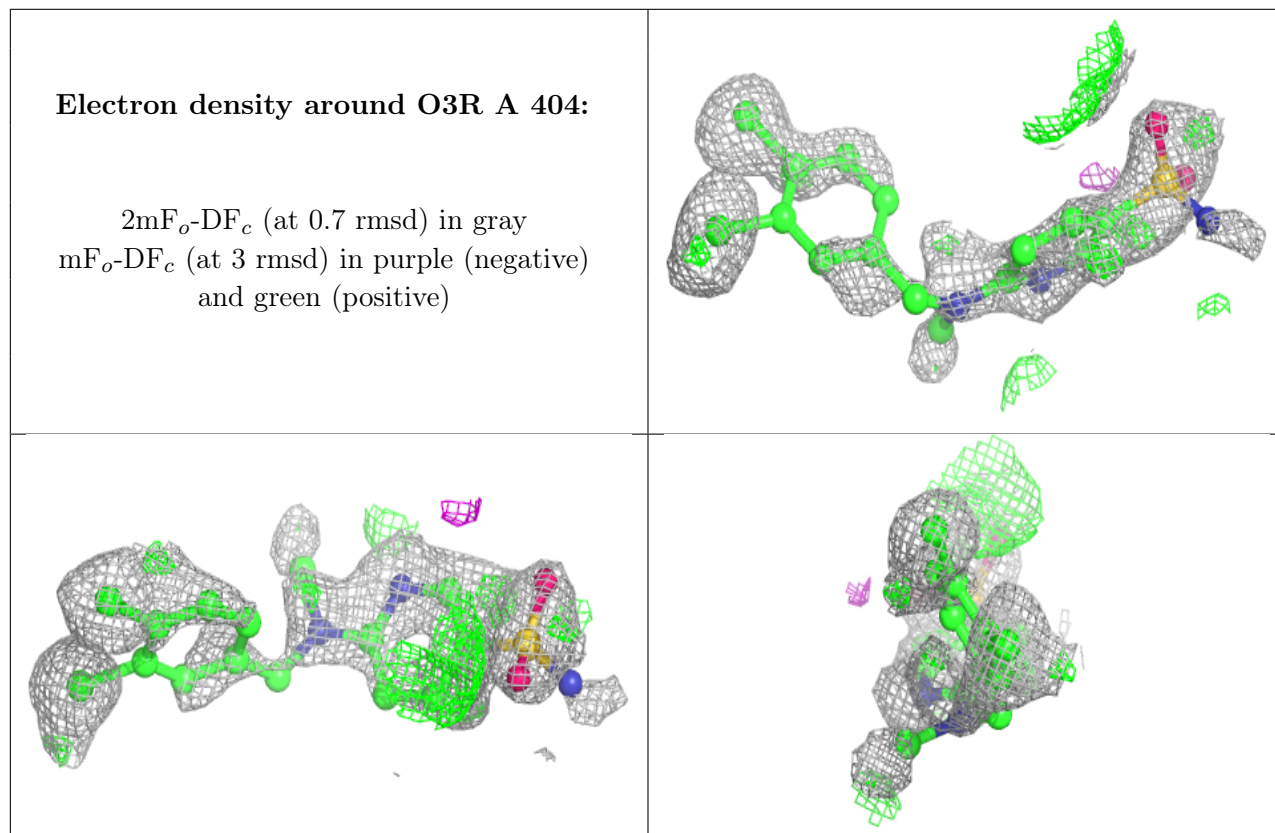 Electron density around O3R A 404:
2mFo-DFc (at 0.7 rmsd) in gray
mFo-DFc (at 3 rmsd) in purple (negative)
and green (positive)